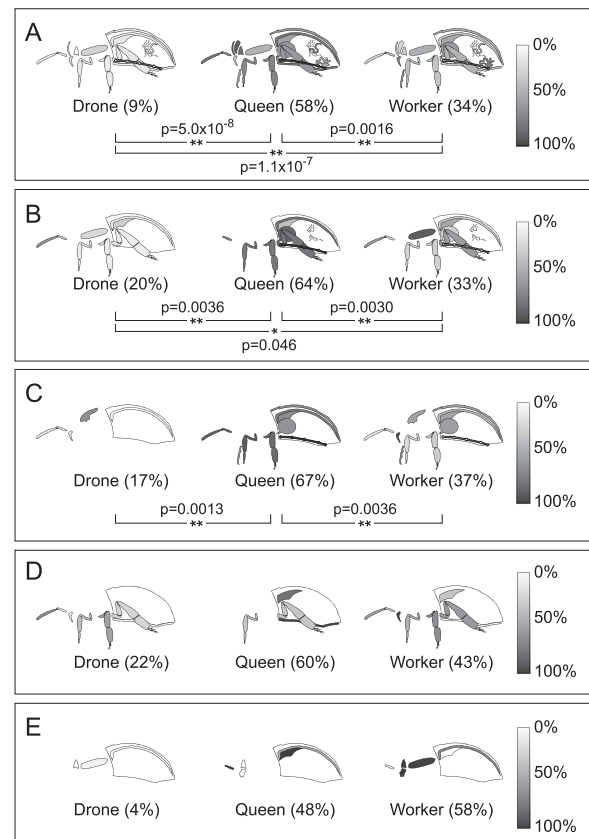 A
0%
50%
100%
Drone (9%) Queen (58%) Worker (34%)
p=5.0x10-8 p=0.0016
** **
**
p=1.1x10-7
B
0%
50%
100%
Drone (20%) Queen (64%) Worker (33%)
p=0.0036 p=0.0030
** **
*
p=0.046
C
0%
50%
100%
Drone (17%) Queen (67%) Worker (37%)
p=0.0013 p=0.0036
** **
D
0%
50%
100%
Drone (22%) Queen (60%) Worker (43%)
E
0%
50%
100%
Drone (4%) Queen (48%) Worker (58%)